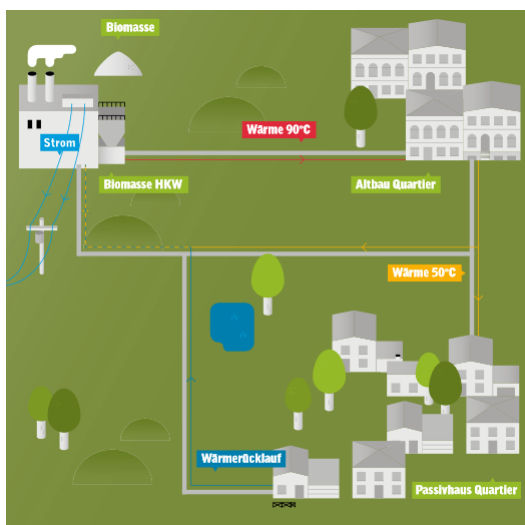 Biomasse
Wärme 90°C
Strom
Biomasse HKW
Altbau Quartier
Wärme 50°C
Wärmerücklauf
Passivhaus Quartier